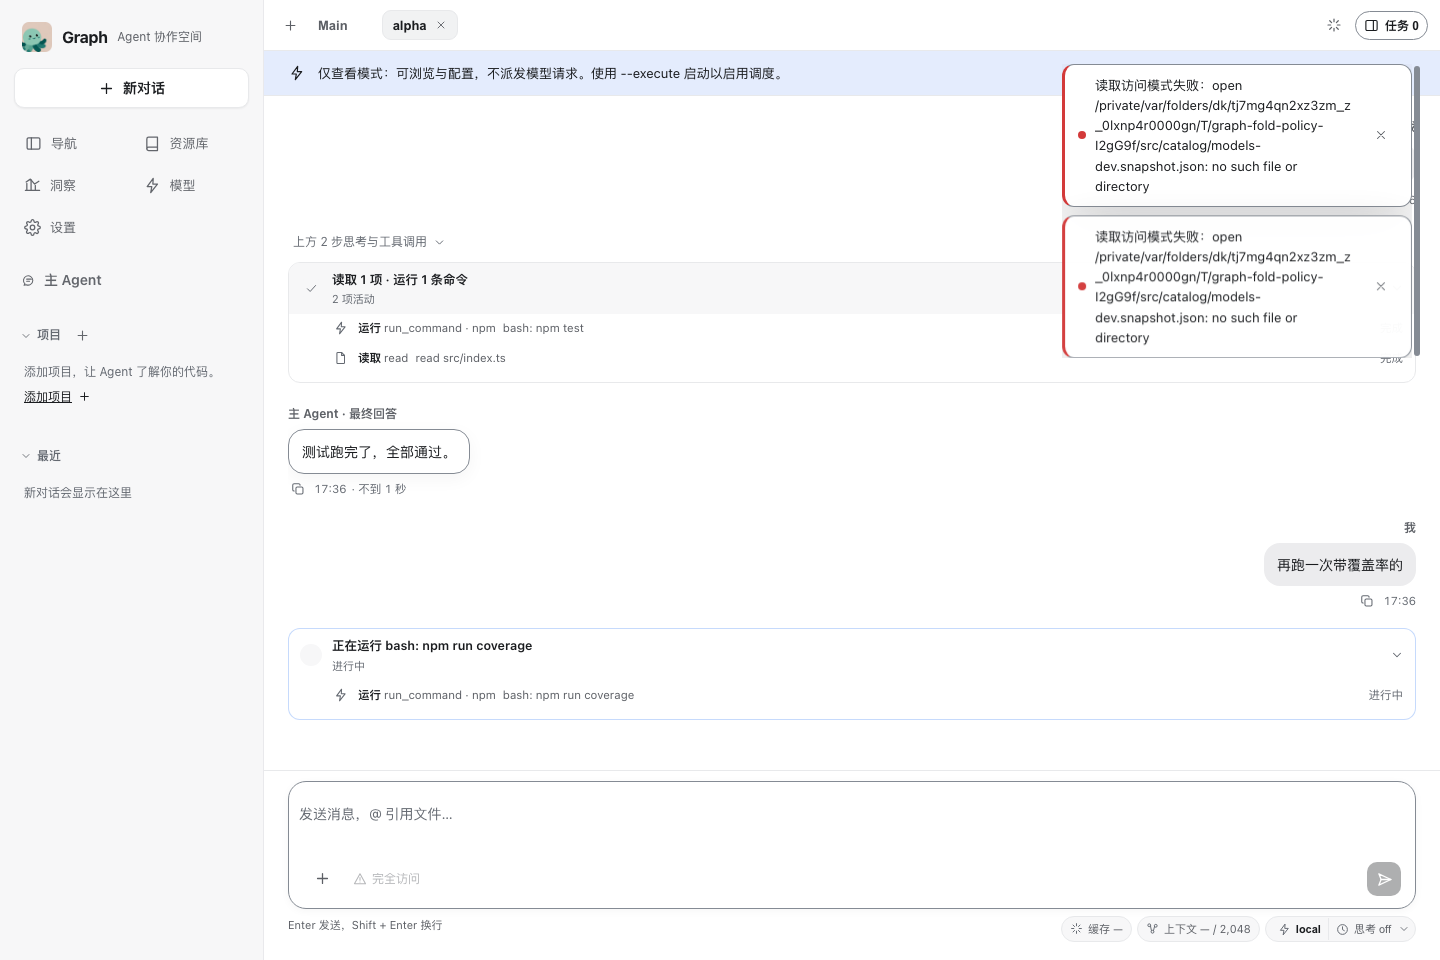 Graph Agent 协作空间
新对话
导航
资源库
洞察
模型
设置
主 Agent
项目
添加项目，让 Agent 了解你的代码。
添加项目
最近
新对话会显示在这里
Main
alpha
任务 0
仅查看模式：可浏览与配置，不派发模型请求。使用 --execute 启动以启用调度。
读取访问模式失败：open
/private/var/folders/dk/tj7mg4qn2xz3zm_z
_0lxnp4r0000gn/T/graph-fold-policy-
I2gG9f/src/catalog/models-
dev.snapshot.json: no such file or
directory
读取访问模式失败：open
/private/var/folders/dk/tj7mg4qn2xz3zm_z
_0lxnp4r0000gn/T/graph-fold-policy-
I2gG9f/src/catalog/models-
dev.snapshot.json: no such file or
directory
上方 2 步思考与工具调用
读取 1 项 · 运行 1 条命令
2 项活动
运行 run_command · npm bash: npm test
读取 read read src/index.ts
完成
主 Agent · 最终回答
测试跑完了，全部通过。
17:36 · 不到 1 秒
我
再跑一次带覆盖率的
17:36
正在运行 bash: npm run coverage
进行中
运行 run_command · npm bash: npm run coverage
进行中
发送消息，@ 引用文件...
完全访问
Enter 发送，Shift + Enter 换行
缓存 —
上下文 — / 2,048
local
思考 off